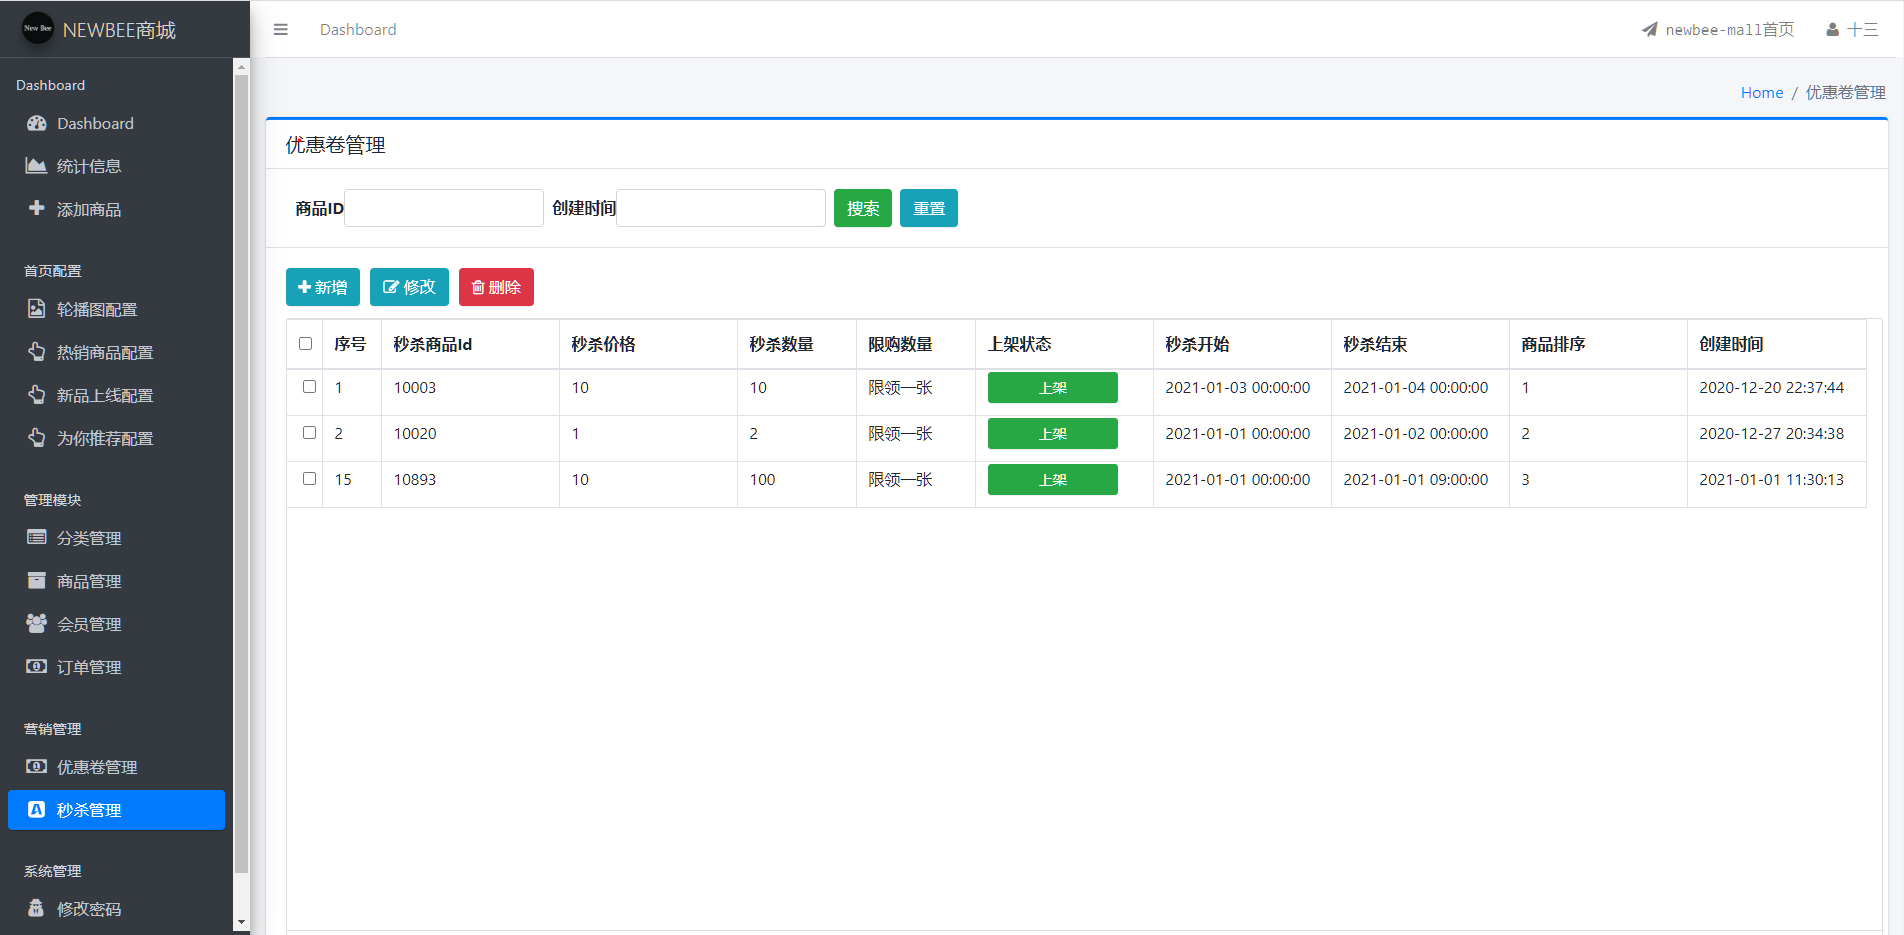 New Bee NEWBEE商城
Dashboard
newbee-mall首页
十三
Dashboard
Dashboard
统计信息
添加商品
首页配置
轮播图配置
热销商品配置
新品上线配置
为你推荐配置
管理模块
分类管理
商品管理
会员管理
订单管理
营销管理
优惠卷管理
秒杀管理
系统管理
修改密码
Home / 优惠卷管理
优惠卷管理
商品ID 创建时间 搜索 重置
新增 修改 删除
序号 秒杀商品Id 秒杀价格 秒杀数量 限购数量 上架状态 秒杀开始 秒杀结束 商品排序 创建时间
1 10003 10 10 限领一张 上架 2021-01-03 00:00:00 2021-01-04 00:00:00 1 2020-12-20 22:37:44
2 10020 1 2 限领一张 上架 2021-01-01 00:00:00 2021-01-02 00:00:00 2 2020-12-27 20:34:38
15 10893 10 100 限领一张 上架 2021-01-01 00:00:00 2021-01-01 09:00:00 3 2021-01-01 11:30:13